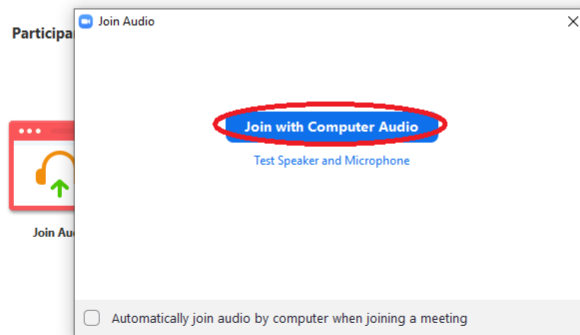 Join Audio
Participa
Join with Computer Audio
Test Speaker and Microphone
Join Au
Automatically join audio by computer when joining a meeting